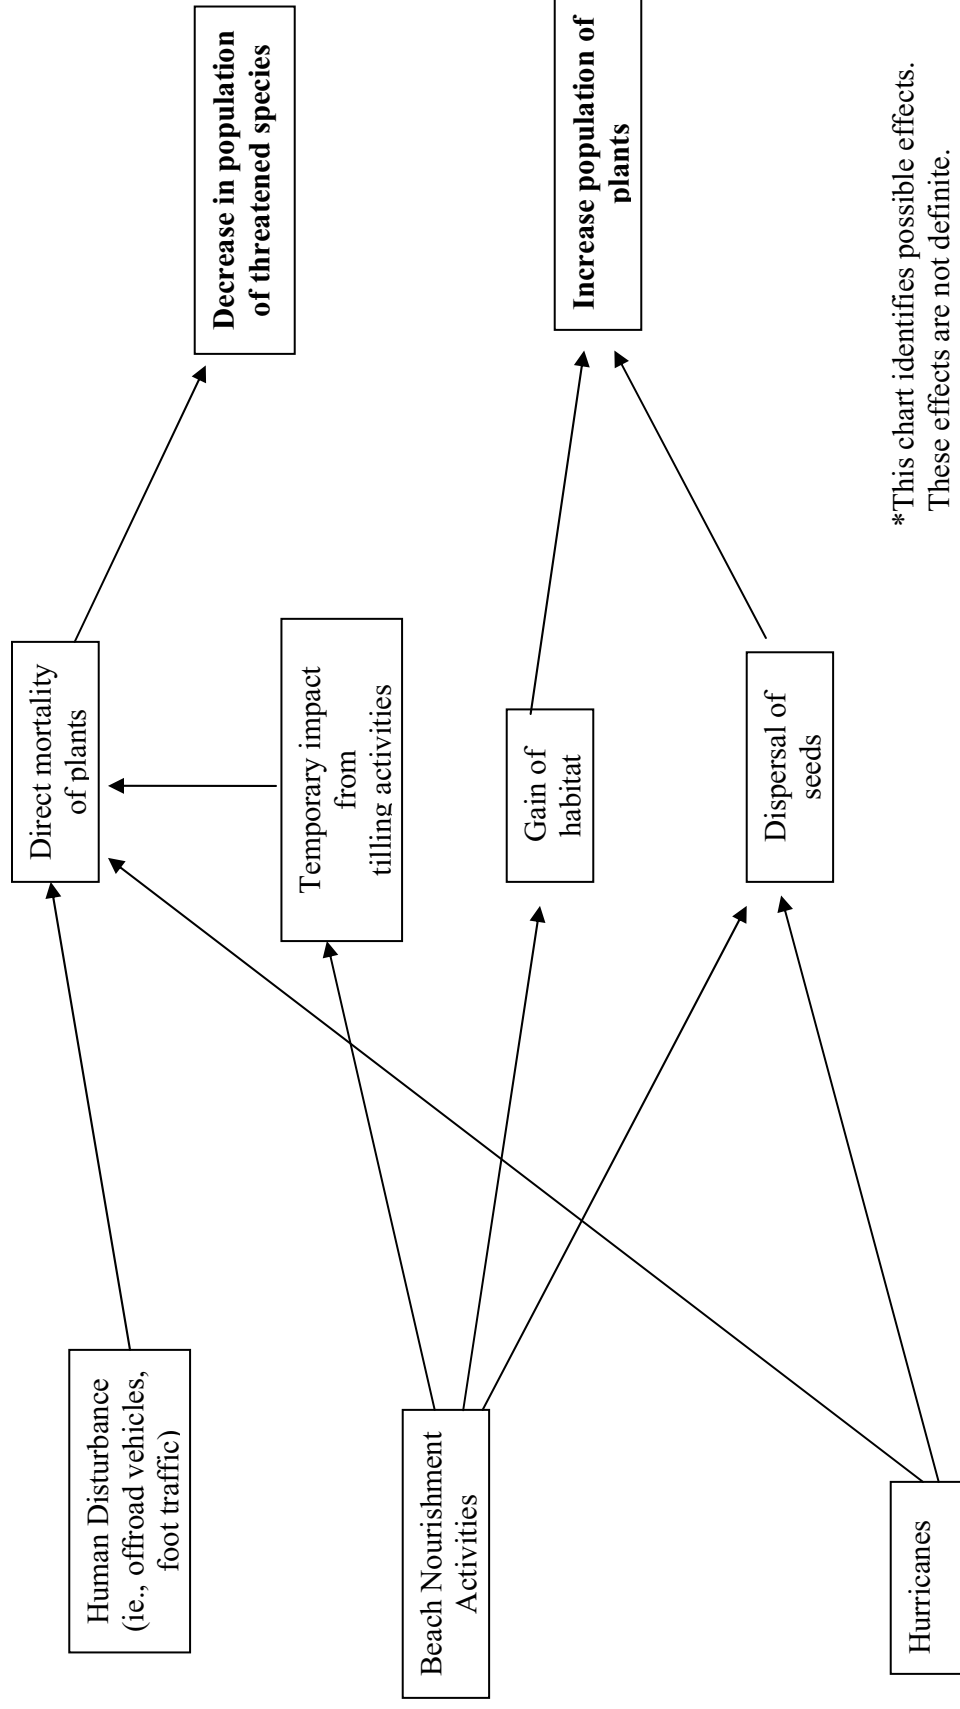 Human Disturbance
(ie., offroad vehicles,
foot traffic)
Beach Nourishment
Activities
Hurricanes
Direct mortality
of plants
Temporary impact
from
tilling activities
Gain of
habitat
Dispersal of
seeds
Decrease in population
of threatened species
Increase population of
plants
*This chart identifies possible effects.
These effects are not definite.